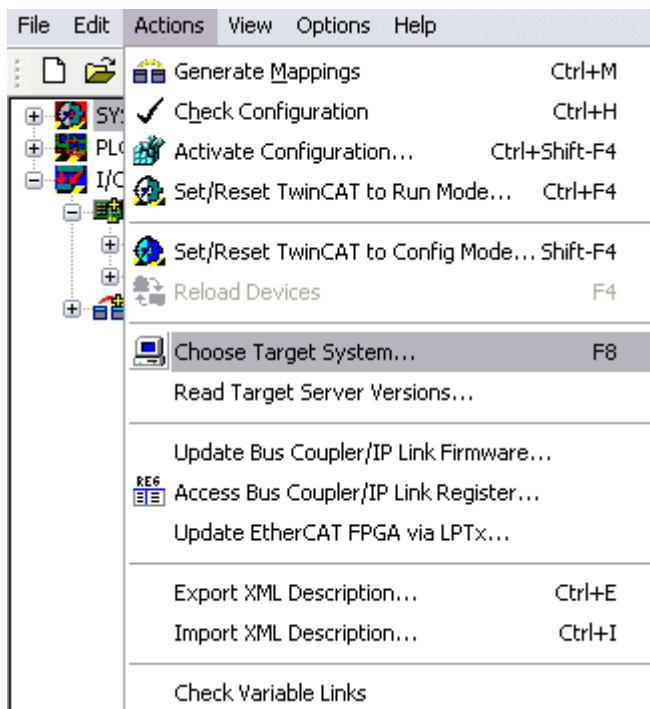 File Edit Actions View Options Help
Generate Mappings Ctrl+M
SY Check Configuration Ctrl+H
PL Activate Configuration... Ctrl+Shift-F4
I/O Set/Reset TwinCAT to Run Mode... Ctrl+F4
Set/Reset TwinCAT to Config Mode... Shift-F4
Reload Devices F4
Choose Target System... F8
Read Target Server Versions...
Update Bus Coupler/IP Link Firmware...
REG Access Bus Coupler/IP Link Register...
Update EtherCAT FPGA via LPTx...
Export XML Description... Ctrl+E
Import XML Description... Ctrl+I
Check Variable Links